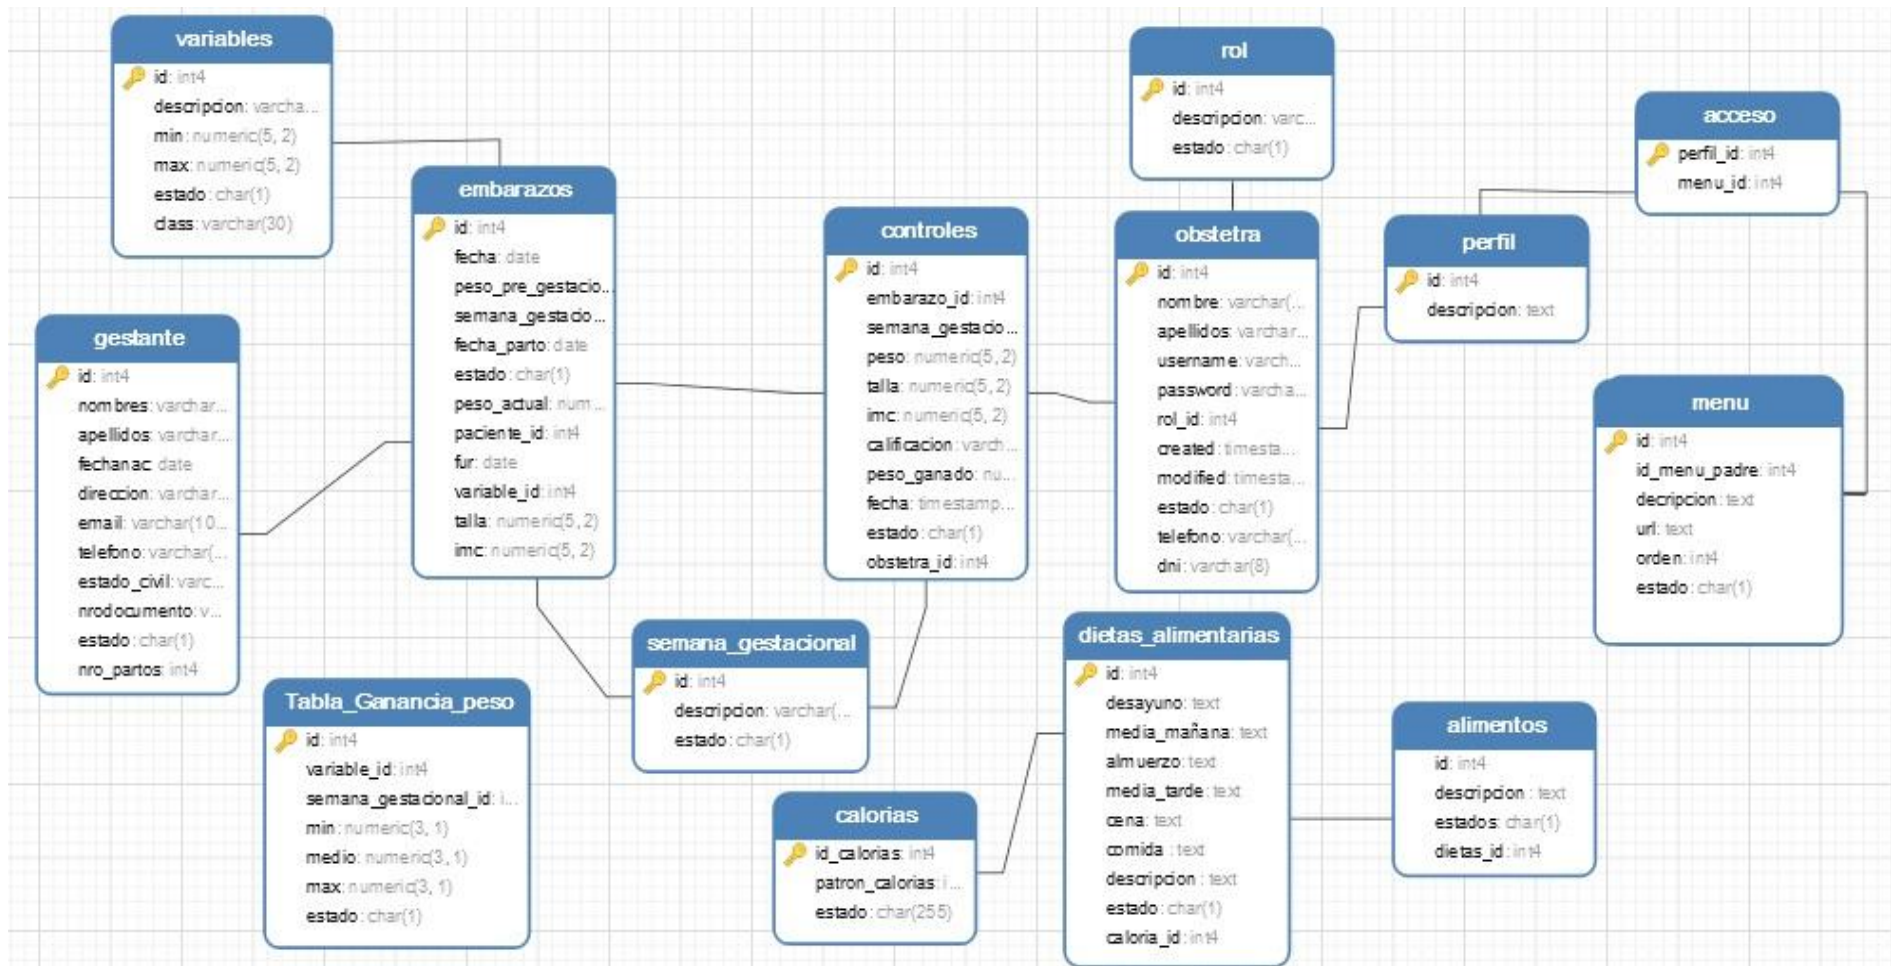 variables
id: int4
descripcion: varcha...
min: numeric(5, 2)
max: numeric(5, 2)
estado: char(1)
class: varchar(30)
gestante
id: int4
nombres: varchar...
apellidos: varchar...
fechanac: date
direccion: varchar...
email: varchar(10...
telefono: varchar(...
estado_civil: varc...
nrodocumento: v...
estado: char(1)
nro_partos: int4
embarazos
id: int4
fecha: date
peso_pre_gestacio...
semana_gestacio...
fecha_parto: date
estado: char(1)
peso_actual: num...
paciente_id: int4
fur: date
variable_id: int4
talla: numeric(5, 2)
imc: numeric(5, 2)
Tabla_Ganancia_peso
id: int4
variable_id: int4
semana_gestacional_id: i...
min: numeric(3, 1)
medio: numeric(3, 1)
max: numeric(3, 1)
estado: char(1)
semana_gestacional
id: int4
descripcion: varchar(...
estado: char(1)
controles
id: int4
embarazo_id: int4
semana_gestacio...
peso: numeric(5, 2)
talla: numeric(5, 2)
imc: numeric(5, 2)
calificacion: varch...
peso_ganado: nu...
fecha: timestamp...
estado: char(1)
obstetra_id: int4
rol
id: int4
descripcion: varc...
estado: char(1)
obstetra
id: int4
nombre: varchar(...
apellidos: varchar...
username: varch...
password: varcha...
rol_id: int4
created: timesta...
modified: timesta...
estado: char(1)
telefono: varchar(...
dni: varchar(8)
perfil
id: int4
descripcion: text
acceso
perfil_id: int4
menu_id: int4
menu
id: int4
id_menu_padre: int4
decripcion: text
url: text
orden: int4
estado: char(1)
calorias
id_calorias: int4
patron_calorias: i...
estado: char(255)
dietas_alimentarias
id: int4
desayuno: text
media_mañana: text
almuerzo: text
media_tarde: text
cena: text
comida : text
descripcion : text
estado: char(1)
caloria_id: int4
alimentos
id: int4
descripcion : text
estados: char(1)
dietas_id: int4